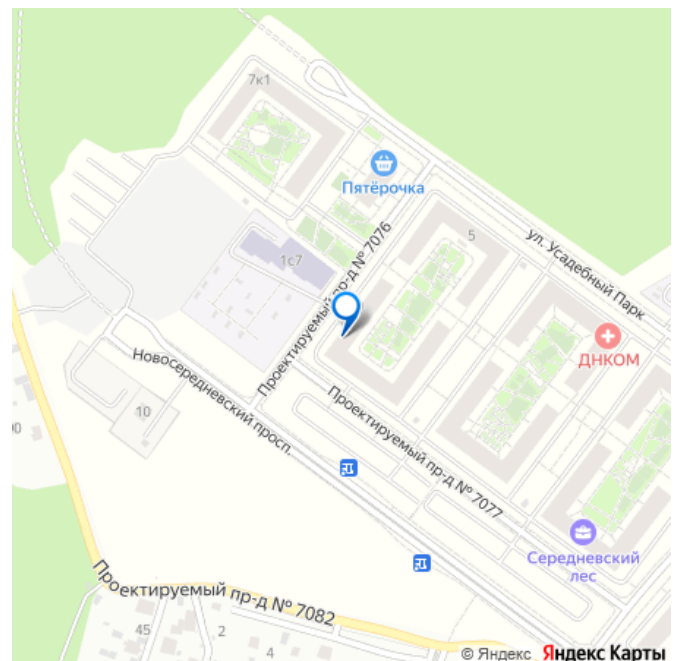 7к1
Пятёрочка
ул. Усадебный Парк
5
Проектируемый пр-д № 7076
1с7
ДНКОМ
Новосередневский просп.
10
Проектируемый пр-д № 7077
Середневский
лес
Проектируемый пр-д № 7082
45
2
4
© Яндекс Яндекс Карты